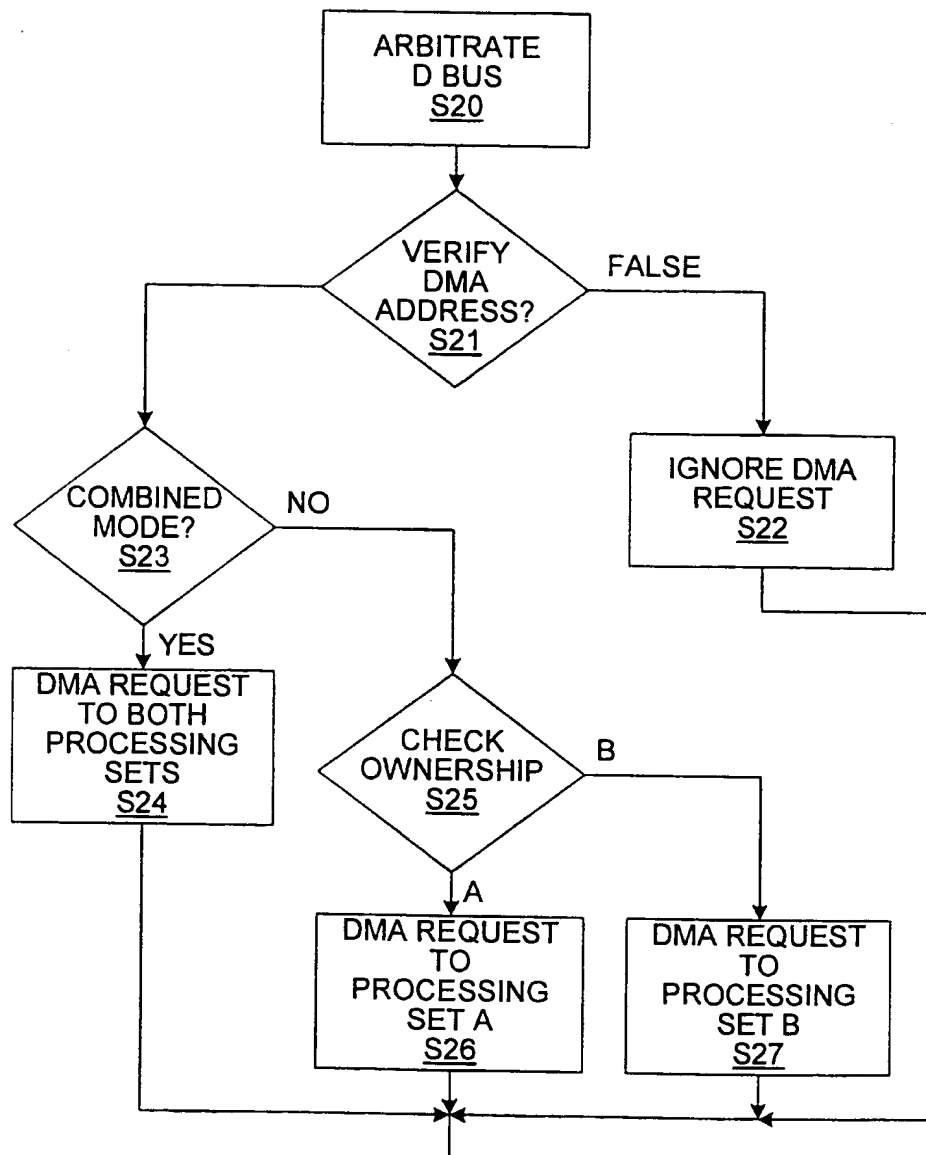 ARBITRATE
D BUS
S20
VERIFY
DMA
ADDRESS?
S21
FALSE
COMBINED
MODE?
S23
NO
IGNORE DMA
REQUEST
S22
YES
DMA REQUEST
TO BOTH
PROCESSING
SETS
S24
CHECK
OWNERSHIP
S25
B
A
DMA REQUEST
TO
PROCESSING
SET A
S26
DMA REQUEST
TO
PROCESSING
SET B
S27